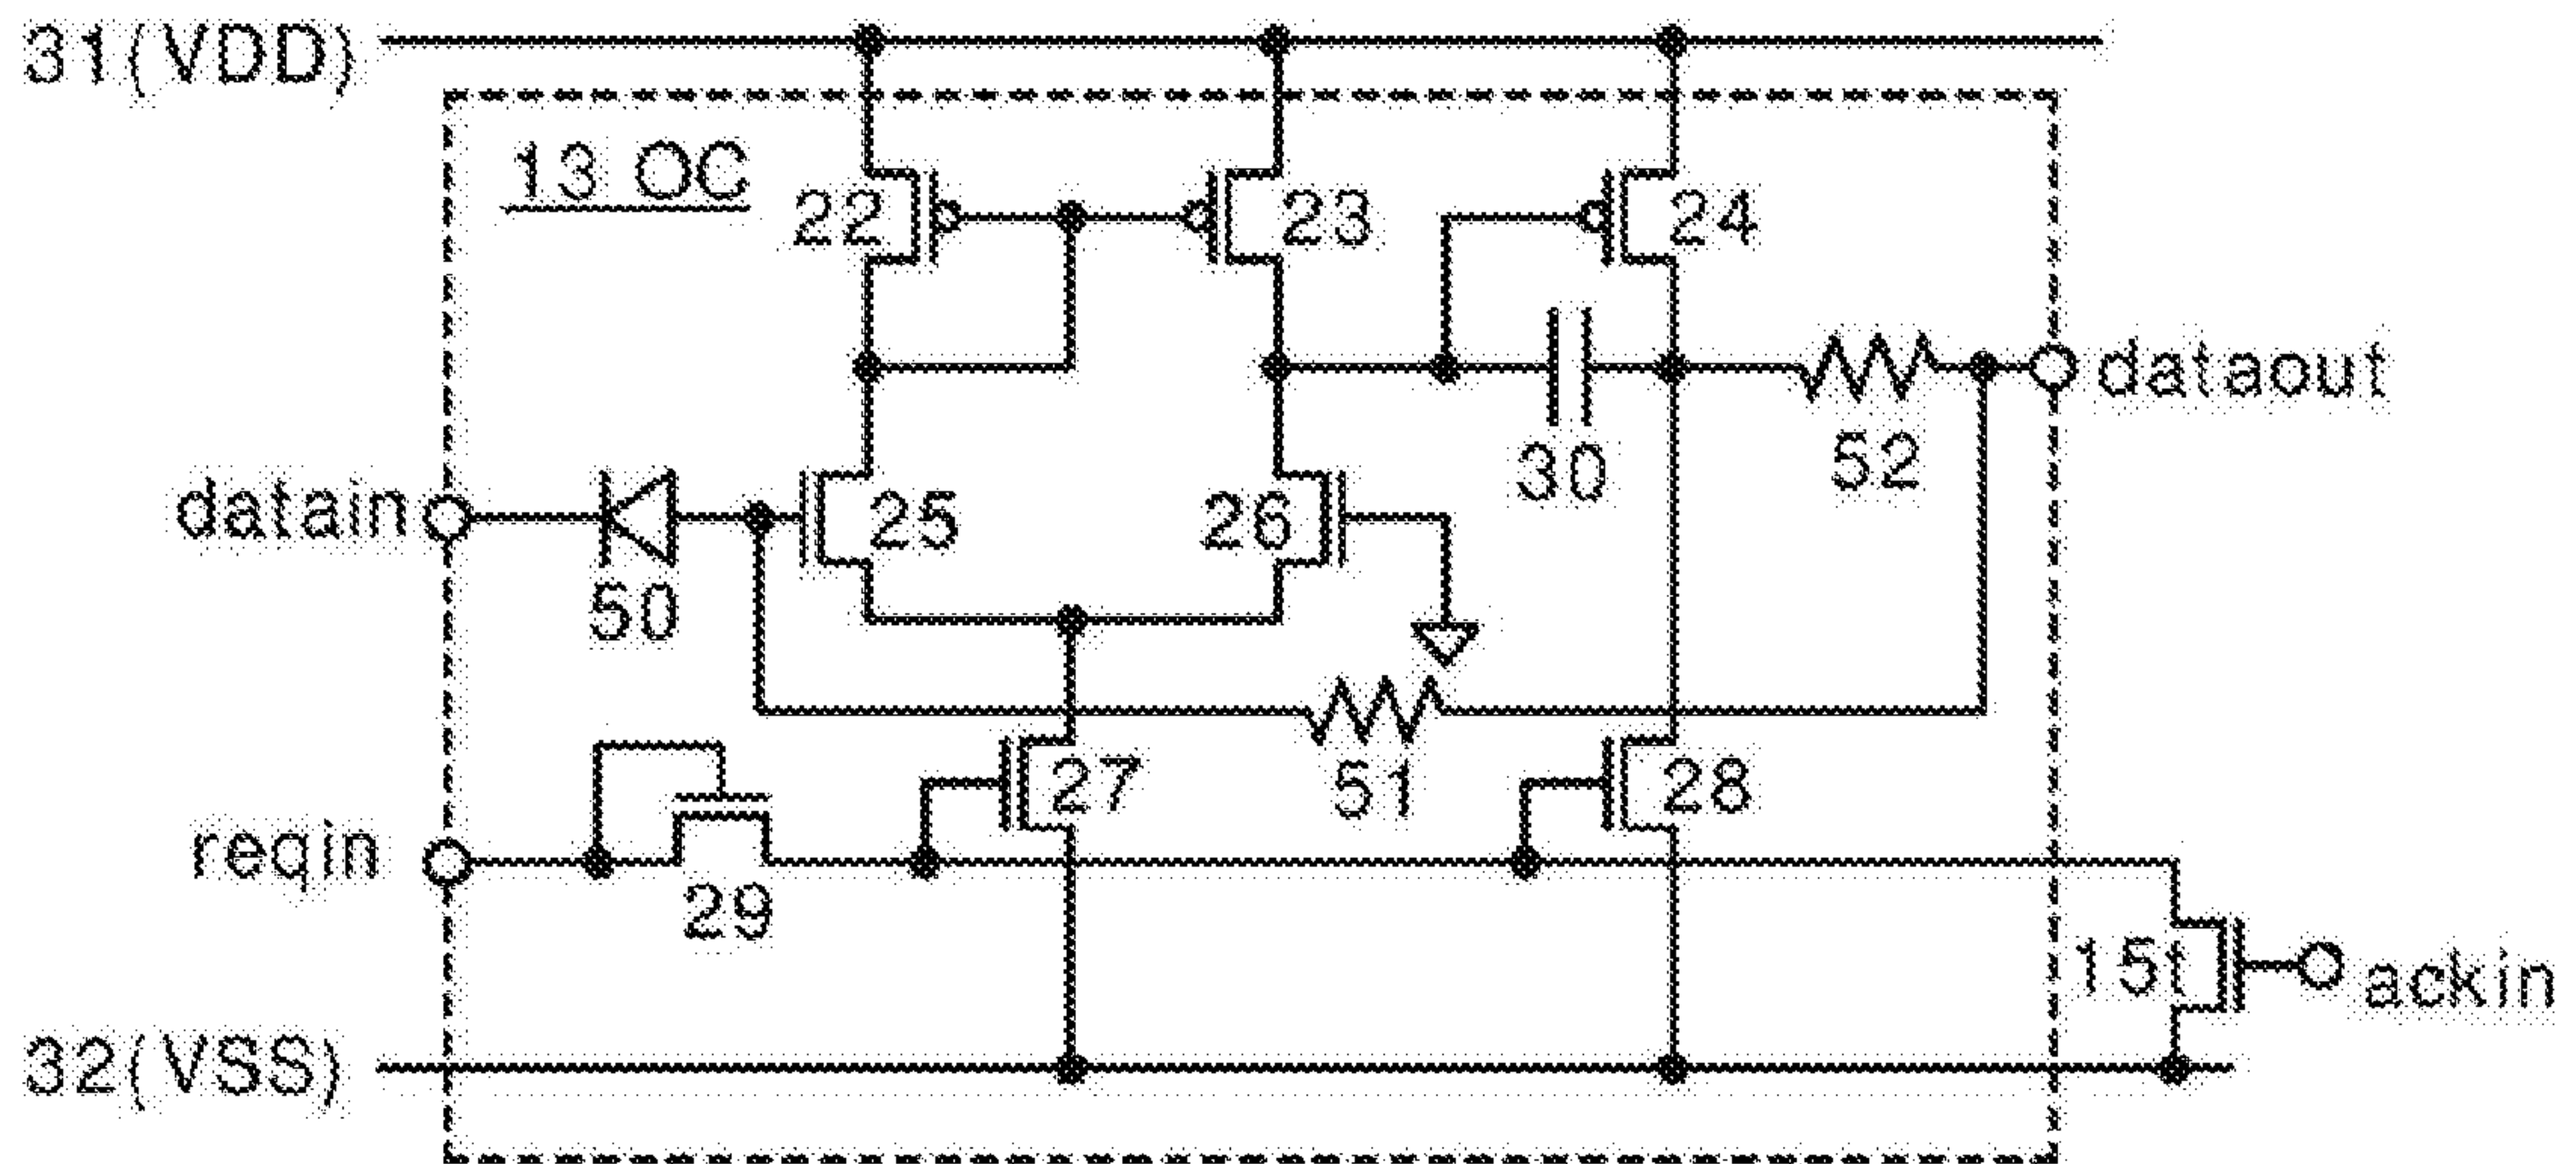 31(VDD)
13 OC
22
23
24
dataout
52
30
datain
25
26
50
51
27
28
reqin
29
15t
ackin
32(VSS)